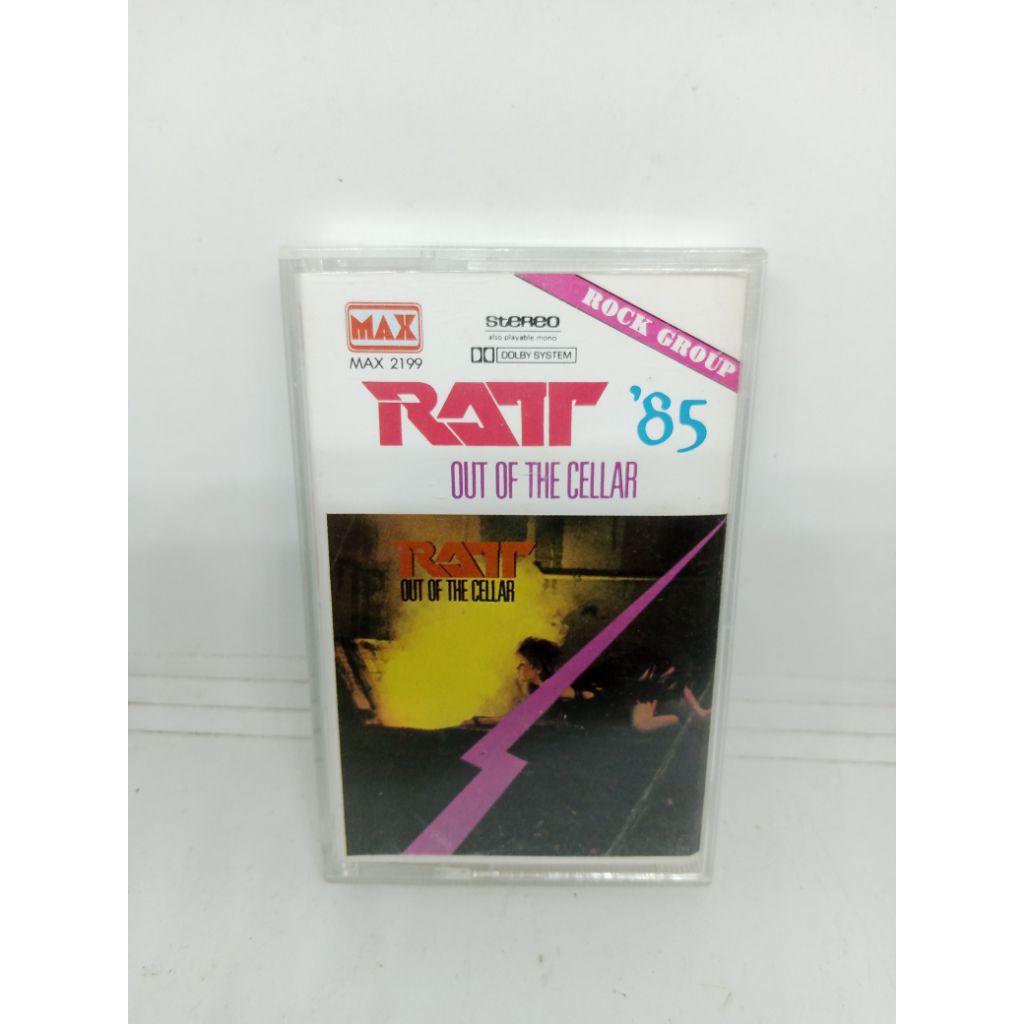 ROCK GROUP
MAX
MAX 2199
STEREO
also playable mono
DOLBY SYSTEM
RATT '85
OUT OF THE CELLAR
RATT
OUT OF THE CELLAR